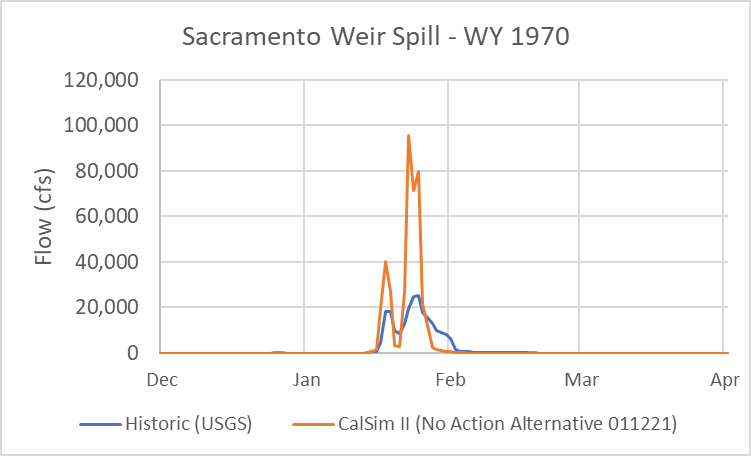 Sacramento Weir Spill - WY 1970
120,000
100,000
80,000
60,000
40,000
20,000
0
Flow (cfs)
Dec Jan Feb Mar Apr
Historic (USGS) CalSim II (No Action Alternative 011221)